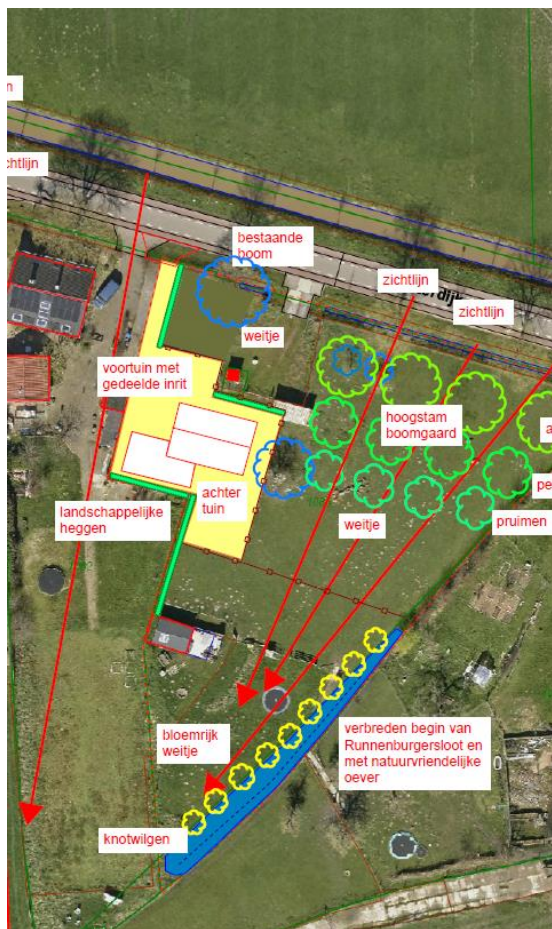 n
chtlijn
bestaande
boom
zichtlijn
zichtlijn
weitje
voortuin met
gedeelde inrit
hoogstam
boomgaard
a
pe
achter
tuin
landschappelijke
heggen
weitje
pruimen
bloemrijk
weitje
verbreden begin van
Runnenburgersloot en
met natuurvriendelijke
oever
knotwilgen